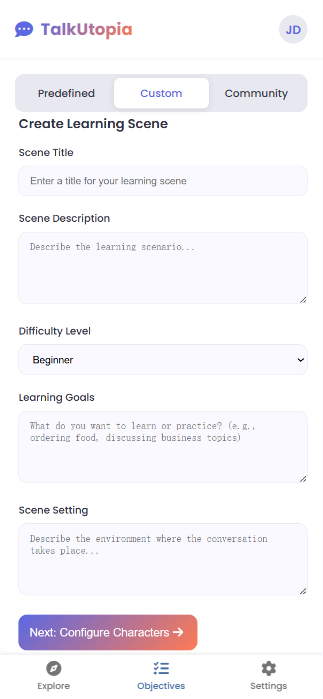 TalkUtopia
JD
Predefined
Custom
Community
Create Learning Scene
Scene Title
Enter a title for your learning scene
Scene Description
Describe the learning scenario...
Difficulty Level
Beginner
Learning Goals
What do you want to learn or practice? (e.g.,
ordering food, discussing business topics)
Scene Setting
Describe the environment where the conversation
takes place...
Next: Configure Characters →
Explore
Objectives
Settings